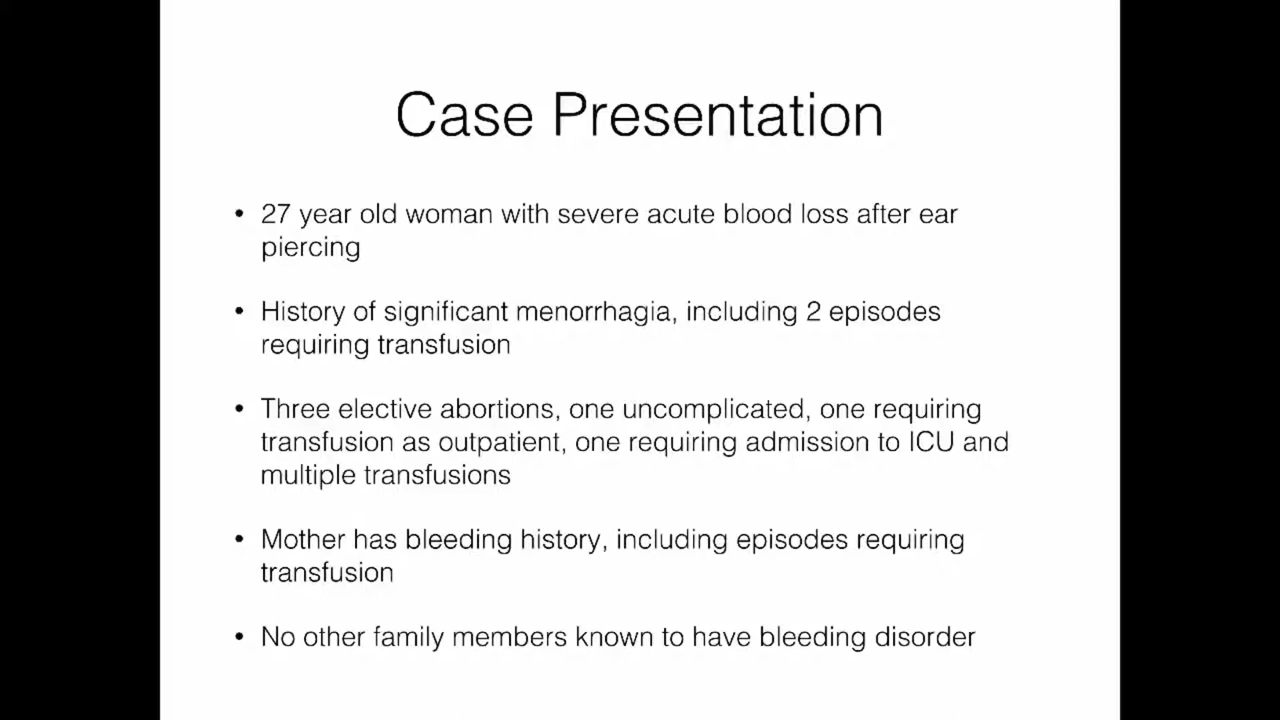 Case Presentation
• 27 year old woman with severe acute blood loss after ear
piercing
• History of significant menorrhagia, including 2 episodes
requiring transfusion
• Three elective abortions, one uncomplicated, one requiring
transfusion as outpatient, one requiring admission to ICU and
multiple transfusions
• Mother has bleeding history, including episodes requiring
transfusion
• No other family members known to have bleeding disorder